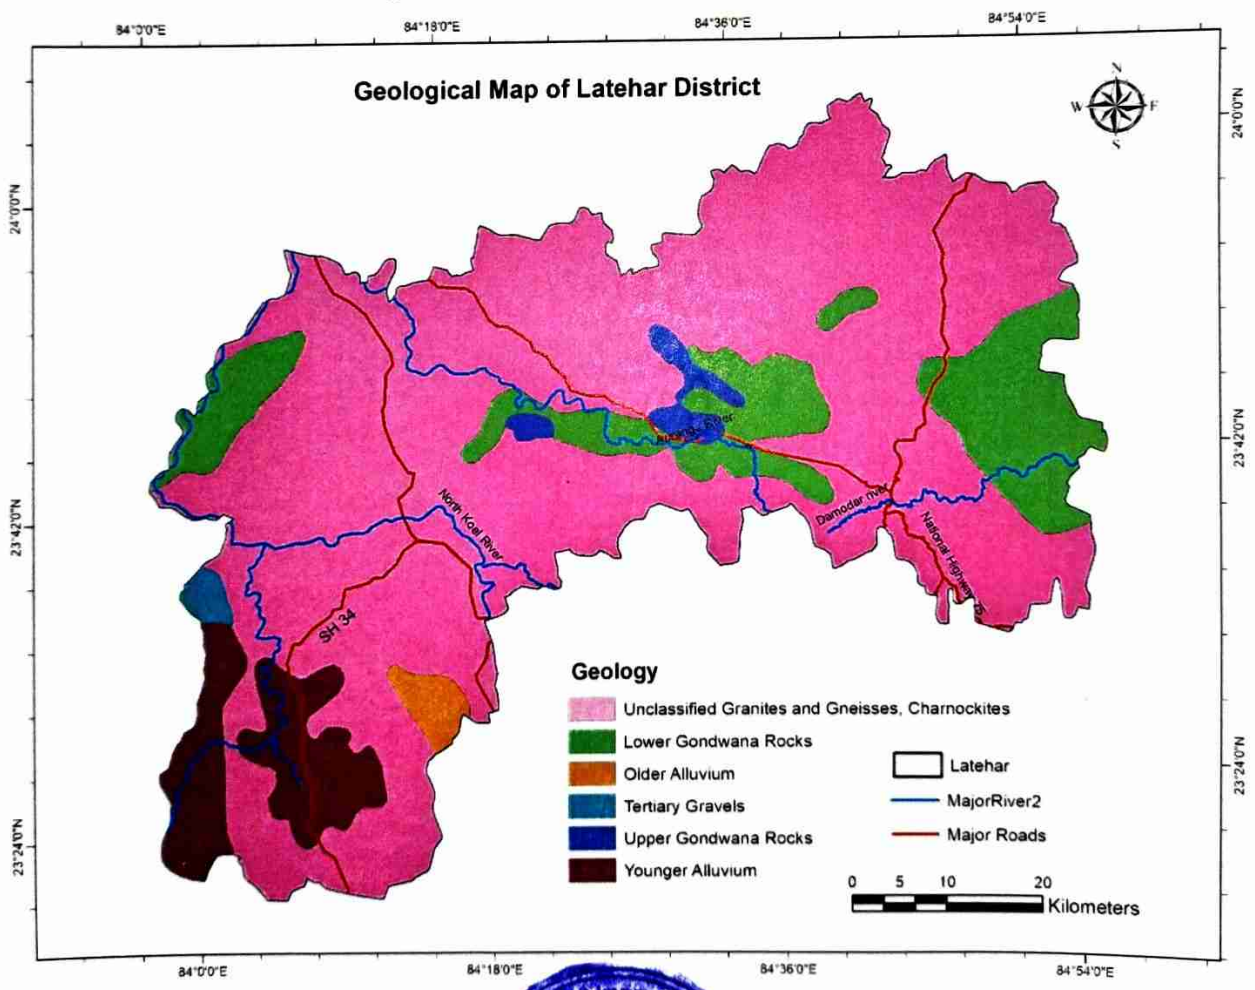 84°0'0"E
84°18'0"E
84°36'0"E
84°54'0"E
Geological Map of Latehar District
N
W
E
S
24°0'0"N
24°0'0"N
23°42'0"N
23°42'0"N
River
Damodar river
North Koel River
National Highway 75
SH 34
Geology
Unclassified Granites and Gneisses, Charnockites
Lower Gondwana Rocks
Older Alluvium
Tertiary Gravels
Upper Gondwana Rocks
Younger Alluvium
Latehar
MajorRiver2
Major Roads
0 5 10 20
Kilometers
23°24'0"N
23°24'0"N
84°0'0"E
84°18'0"E
84°36'0"E
84°54'0"E